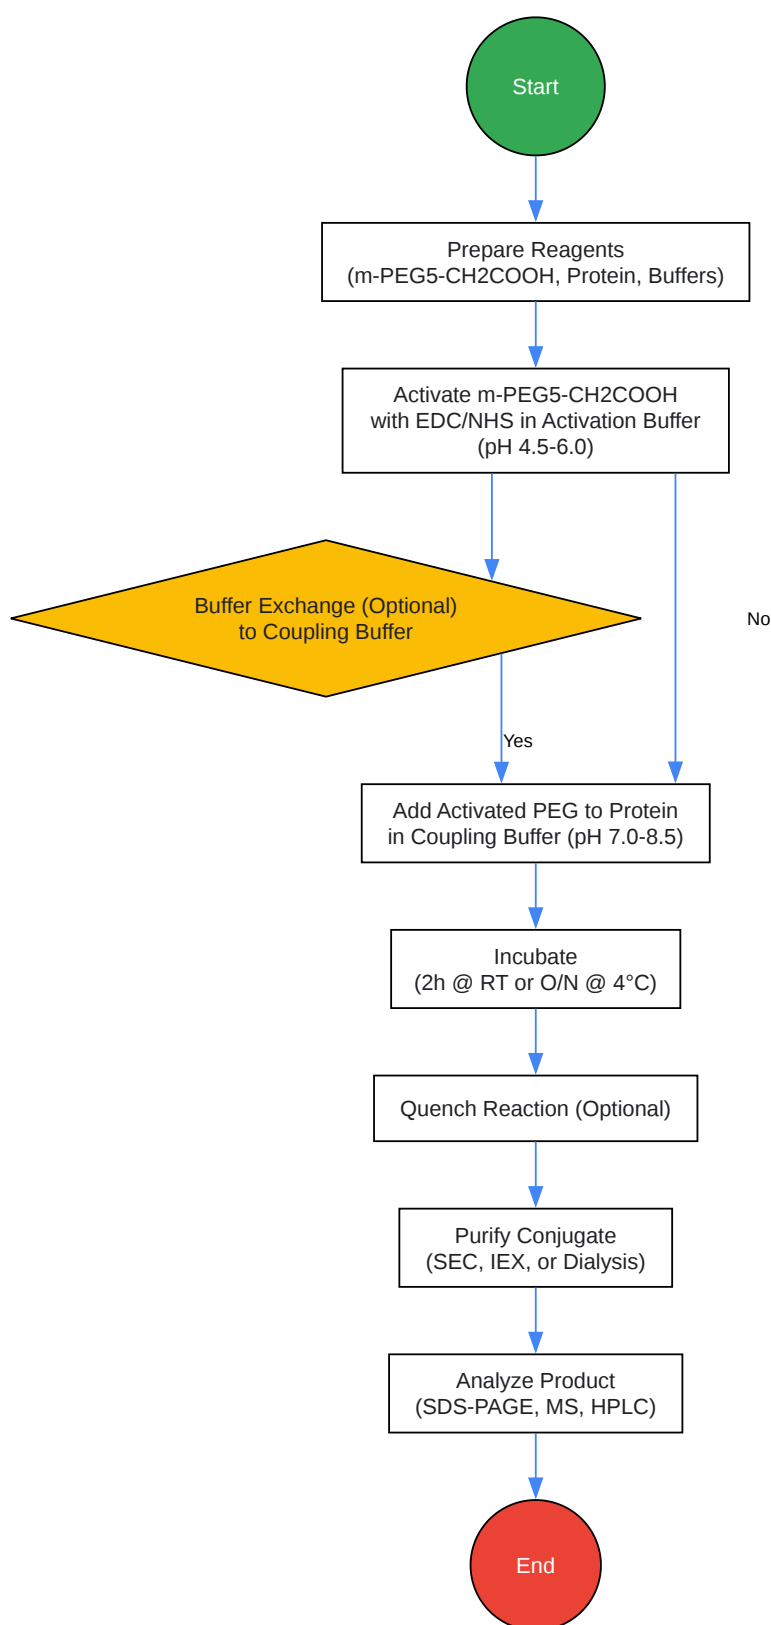 Start
Prepare Reagents
(m-PEG5-CH2COOH, Protein, Buffers)
Activate m-PEG5-CH2COOH
with EDC/NHS in Activation Buffer
(pH 4.5-6.0)
Buffer Exchange (Optional)
to Coupling Buffer
No
Yes
Add Activated PEG to Protein
in Coupling Buffer (pH 7.0-8.5)
Incubate
(2h @ RT or O/N @ 4°C)
Quench Reaction (Optional)
Purify Conjugate
(SEC, IEX, or Dialysis)
Analyze Product
(SDS-PAGE, MS, HPLC)
End